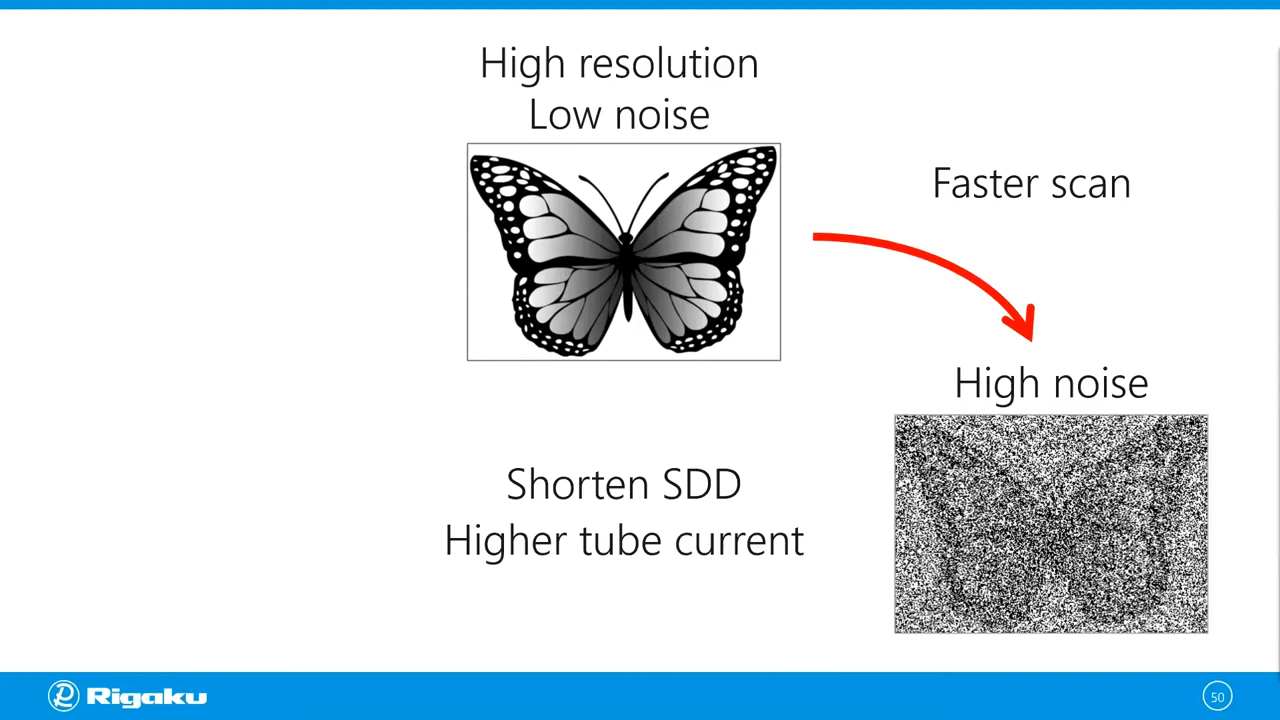 High resolution
Low noise
Faster scan
High noise
Shorten SDD
Higher tube current
Rigaku
50